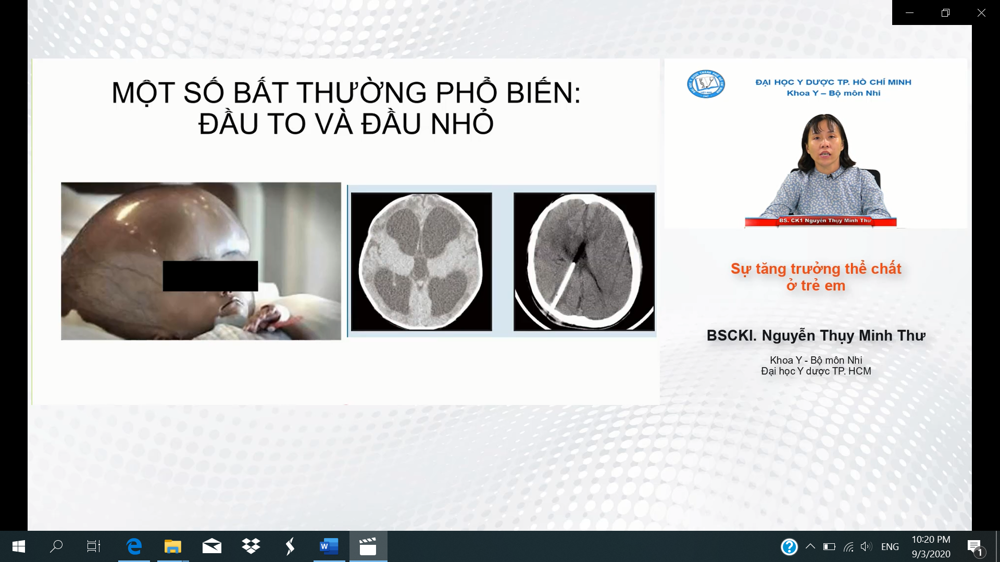 MỘT SỐ BẤT THƯỜNG PHỔ BIẾN:
ĐẦU TO VÀ ĐẦU NHỎ
ĐẠI HỌC Y DƯỢC TP. HỒ CHÍ MINH
Khoa Y – Bộ môn Nhi
BS. CK1 Nguyễn Thụy Minh Thư
Sự tăng trưởng thể chất
ở trẻ em
BSCKI. Nguyễn Thụy Minh Thư
Khoa Y - Bộ môn Nhi
Đại học Y dược TP. HCM
ENG
10:20 PM
9/3/2020
1